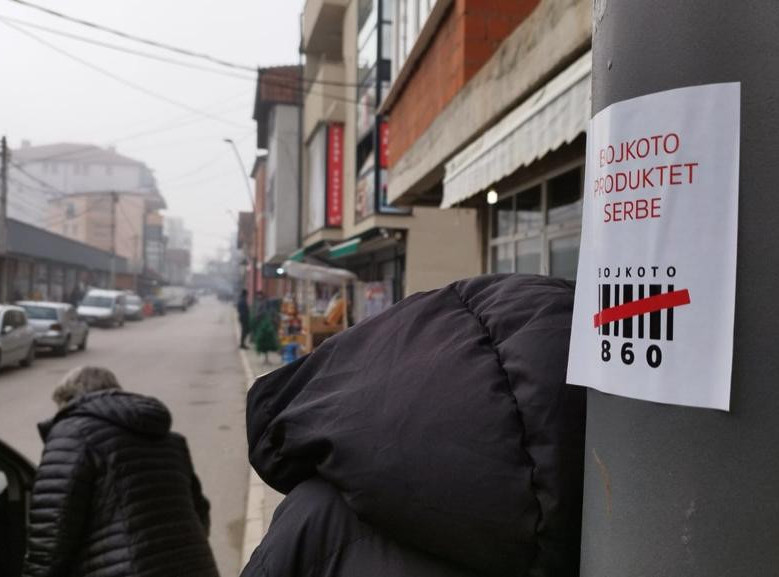 BOJKOTO
PRODUKTET
SERBE
BOJKOTO
860